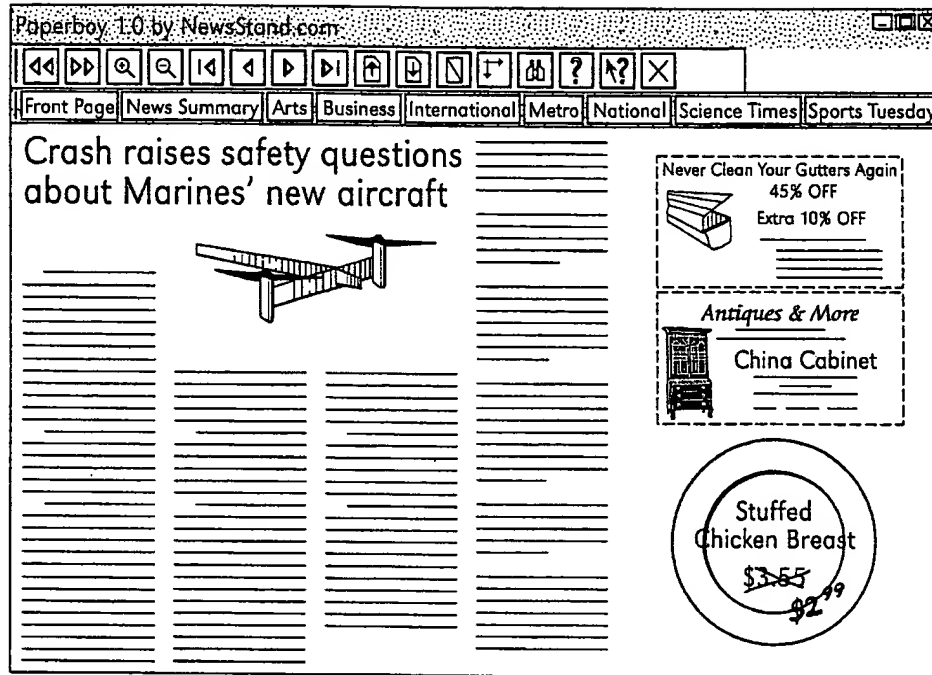 Paperboy 1.0 by NewsStand.com
? ?
Front Page News Summary Arts Business International Metro National Science Times Sports Tuesday
Crash raises safety questions
about Marines' new aircraft
Never Clean Your Gutters Again
45% OFF
Extra 10% OFF
Antiques & More
China Cabinet
Stuffed
Chicken Breast
$3.55
$2.99